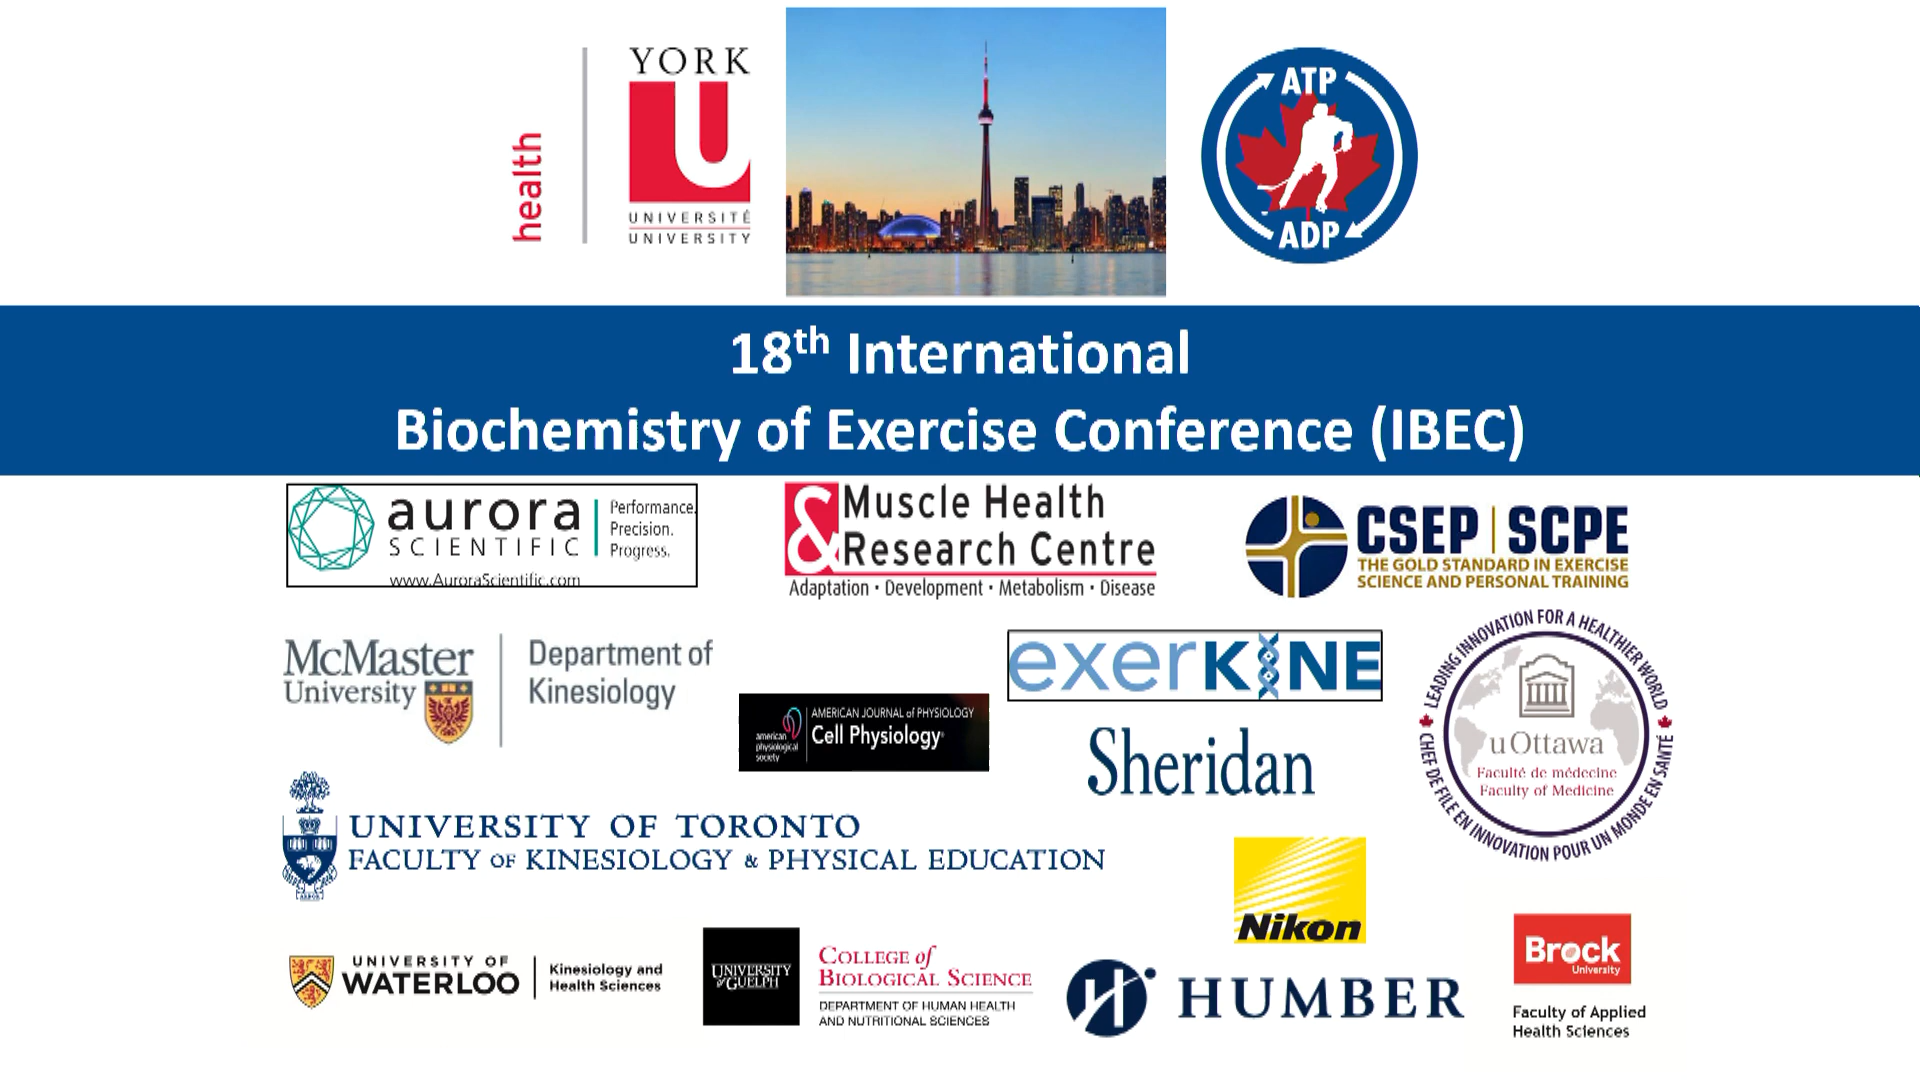 health
YORK
U
UNIVERSITÉ
UNIVERSITY
ATP
ADP
18th International
Biochemistry of Exercise Conference (IBEC)
aurora
SCIENTIFIC
Performance.
Precision.
Progress.
www.AuroraScientific.com
& Muscle Health
Research Centre
Adaptation · Development · Metabolism · Disease
CSEP | SCPE
THE GOLD STANDARD IN EXERCISE
SCIENCE AND PERSONAL TRAINING
McMaster
University
Department of
Kinesiology
american
physiological
society
AMERICAN JOURNAL of PHYSIOLOGY
Cell Physiology®
exerKINE
Sheridan
LEADING INNOVATION FOR A HEALTHIER WORLD
uOttawa
Faculté de médecine
Faculty of Medicine
CHEF DE FILE EN INNOVATION POUR UN MONDE EN SANTÉ
UNIVERSITY OF TORONTO
FACULTY OF KINESIOLOGY & PHYSICAL EDUCATION
Nikon
UNIVERSITY OF
WATERLOO
Kinesiology and
Health Sciences
UNIVERSITY
of GUELPH
COLLEGE of
BIOLOGICAL SCIENCE
DEPARTMENT OF HUMAN HEALTH
AND NUTRITIONAL SCIENCES
HUMBER
Brock
University
Faculty of Applied
Health Sciences